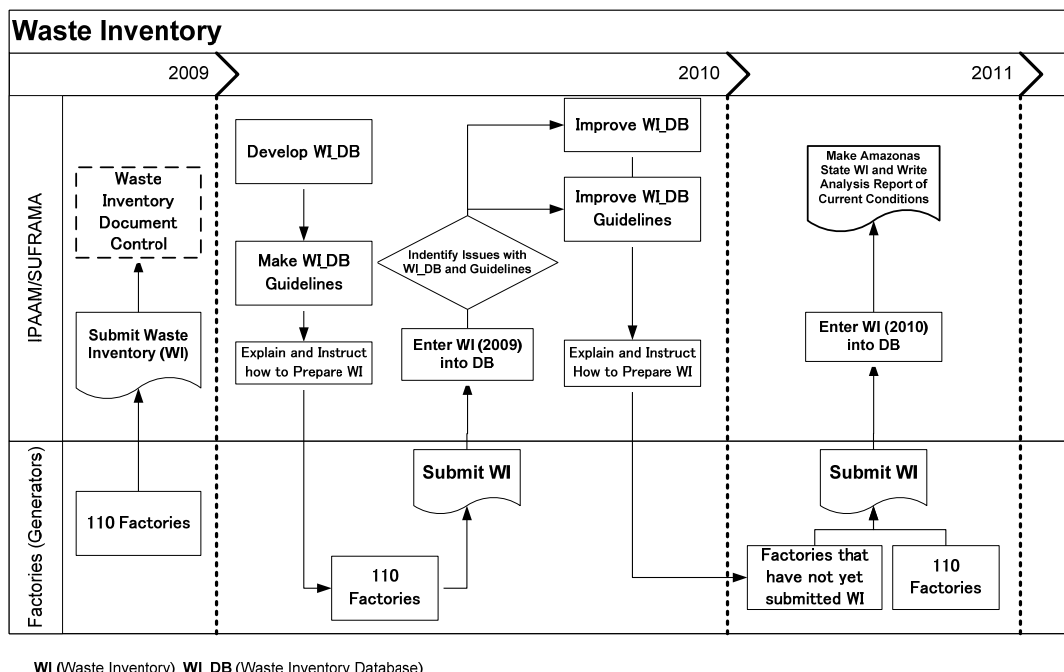 Waste Inventory
2009
2010
2011
IPAAM/SUFRAMA
Waste
Inventory
Document
Control
Submit Waste
Inventory (WI)
Develop WI_DB
Make WI_DB
Guidelines
Explain and Instruct
how to Prepare WI
Indentify Issues with
WI_DB and Guidelines
Enter WI (2009)
into DB
Improve WI_DB
Improve WI_DB
Guidelines
Explain and Instruct
How to Prepare WI
Make Amazonas
State WI and Write
Analysis Report of
Current Conditions
Enter WI (2010)
into DB
Factories (Generators)
110 Factories
110
Factories
Submit WI
Submit WI
Factories that
have not yet
submitted WI
110
Factories
WI (Waste Inventory), WI_DB (Waste Inventory Database)